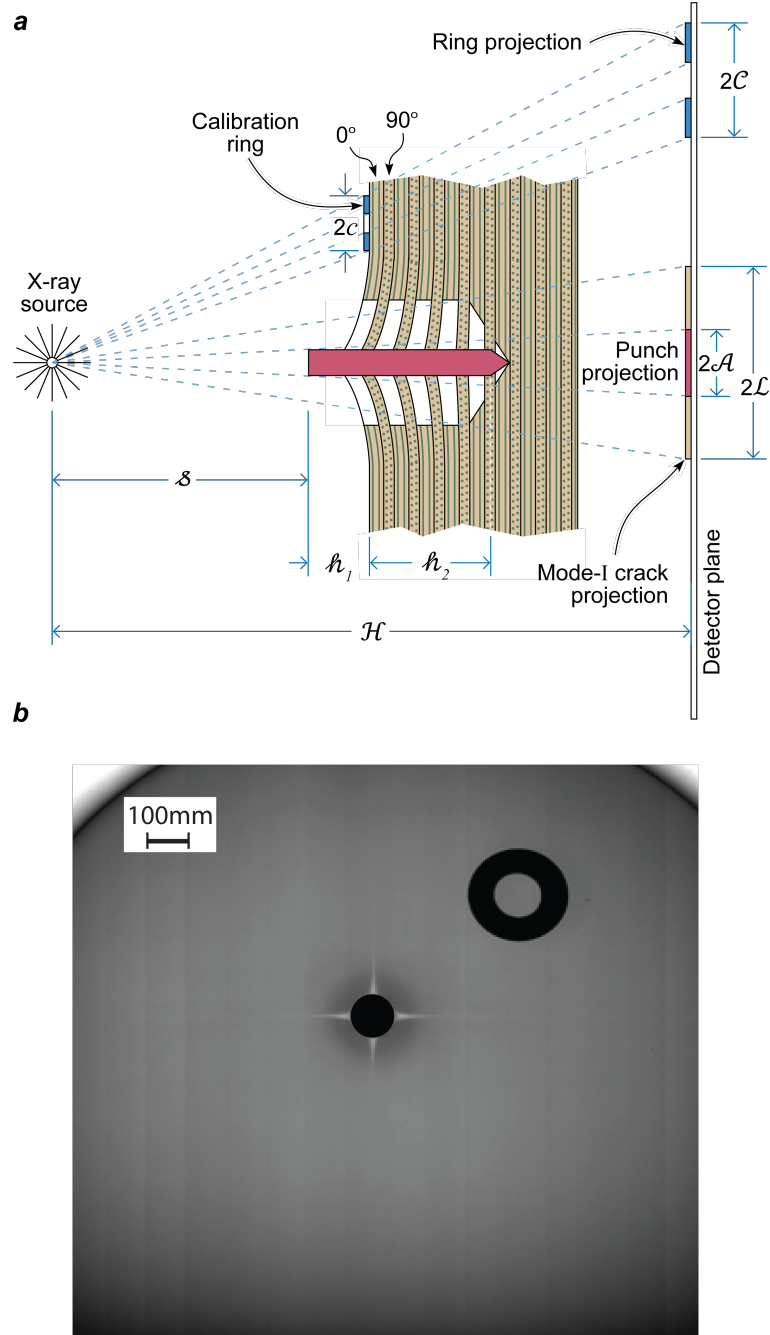 a
Ring projection
2𝒞
Calibration
ring
0°
90°
2c
X-ray
source
Punch
projection
2𝒜
2ℒ
𝓈
h₁
h₂
Mode-I crack
projection
ℋ
Detector plane
b
100mm